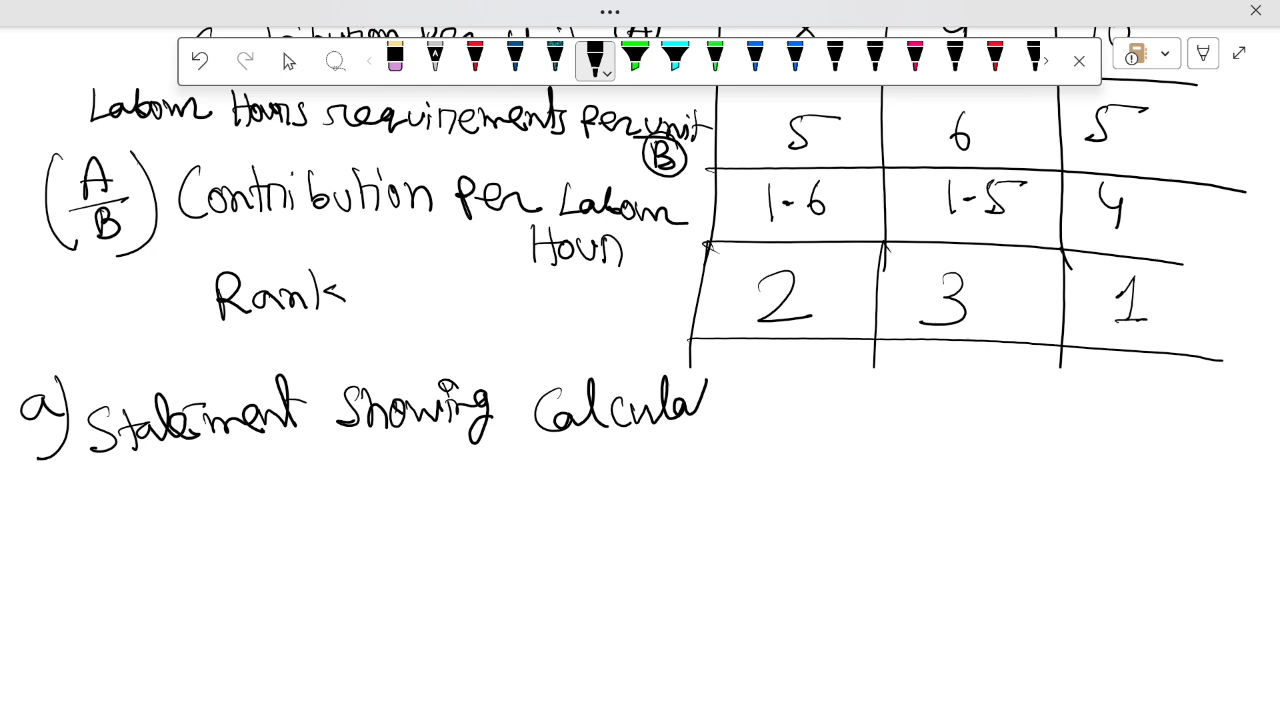 Labour Hours requirements per unit 5 6 5
B
(A/B) Contribution per Labour Hour 1.6 1.5 4
Rank 2 3 1
a) Statement Showing Calcula